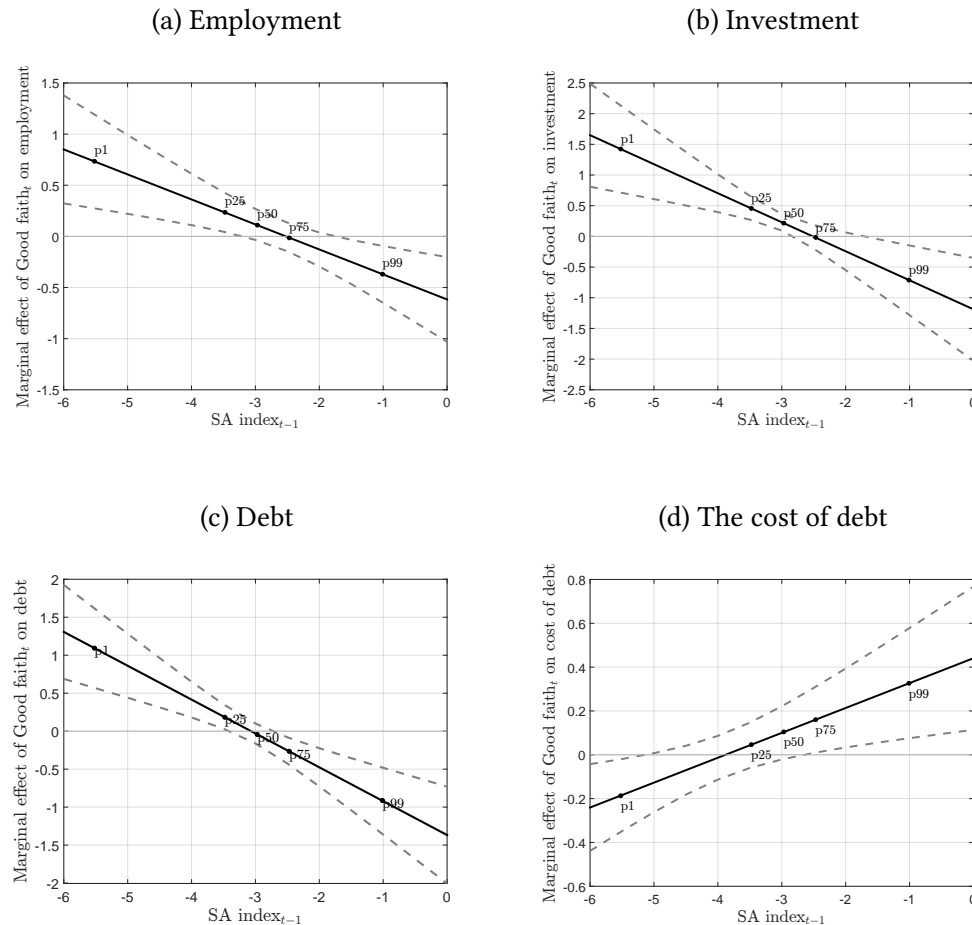 (a) Employment
(b) Investment
Marginal effect of Good faith_t on employment
1.5
1
0.5
0
-0.5
-1
-1.5
p1
p25
p50
p75
p99
-6 -5 -4 -3 -2 -1 0
SA index_{t−1}
Marginal effect of Good faith_t on investment
2.5
2
1.5
1
0.5
0
-0.5
-1
-1.5
-2
-2.5
p1
p25
p50
p75
p99
-6 -5 -4 -3 -2 -1 0
SA index_{t−1}
(c) Debt
(d) The cost of debt
Marginal effect of Good faith_t on debt
2
1.5
1
0.5
0
-0.5
-1
-1.5
-2
p1
p25
p50
p75
p99
-6 -5 -4 -3 -2 -1 0
SA index_{t−1}
Marginal effect of Good faith_t on cost of debt
0.8
0.6
0.4
0.2
0
-0.2
-0.4
-0.6
p1
p25
p50
p75
p99
-6 -5 -4 -3 -2 -1 0
SA index_{t−1}